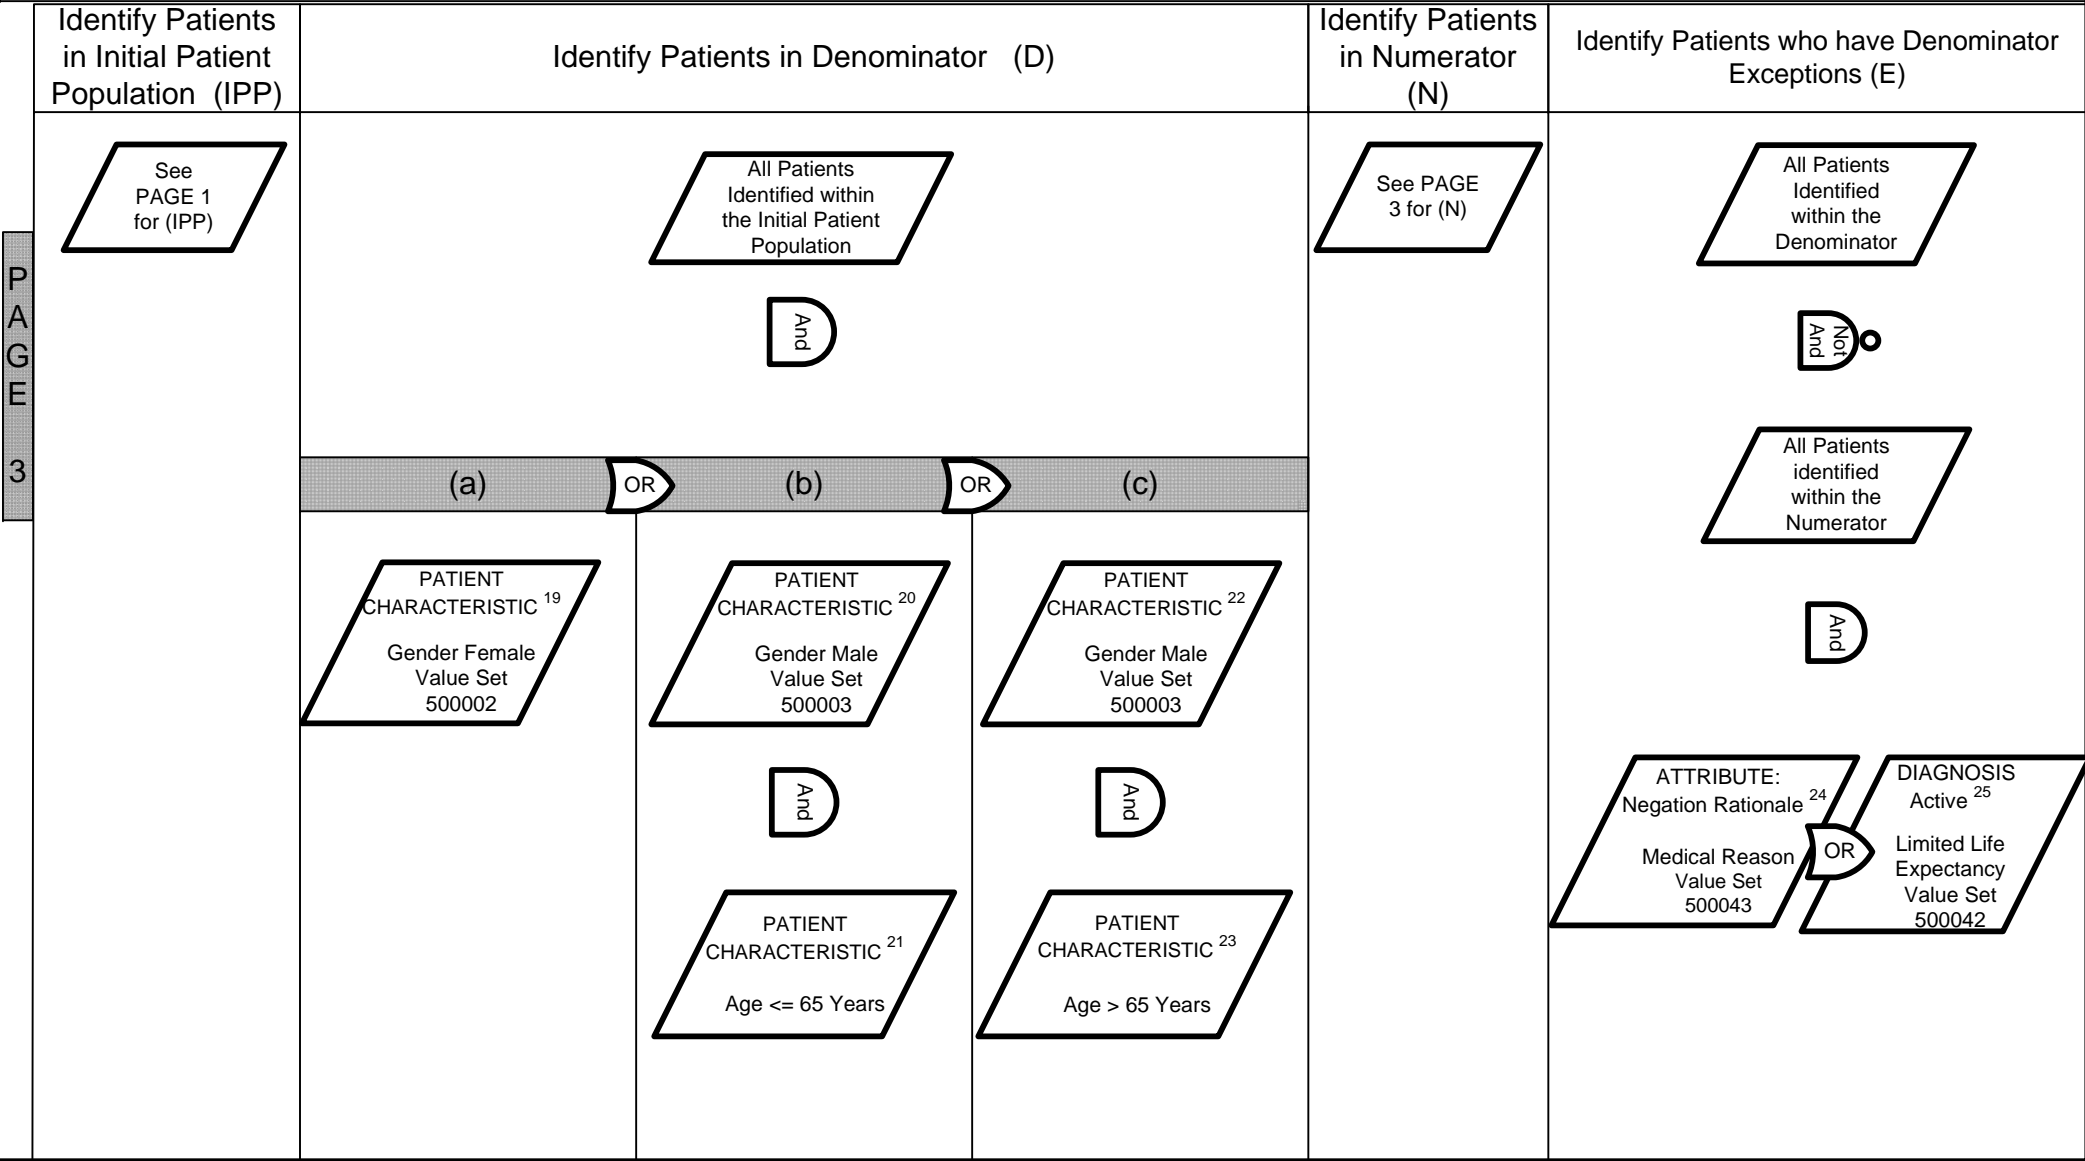 Identify Patients
in Initial Patient
Population (IPP)
Identify Patients in Denominator (D)
Identify Patients
in Numerator
(N)
Identify Patients who have Denominator
Exceptions (E)
P
A
G
E
3
See
PAGE 1
for (IPP)
All Patients
Identified within
the Initial Patient
Population
And
(a)
OR
(b)
OR
(c)
PATIENT
CHARACTERISTIC 19
Gender Female
Value Set
500002
PATIENT
CHARACTERISTIC 20
Gender Male
Value Set
500003
And
PATIENT
CHARACTERISTIC 21
Age <= 65 Years
PATIENT
CHARACTERISTIC 22
Gender Male
Value Set
500003
And
PATIENT
CHARACTERISTIC 23
Age > 65 Years
See PAGE
3 for (N)
All Patients
Identified
within the
Denominator
Not
And
All Patients
identified
within the
Numerator
And
ATTRIBUTE:
Negation Rationale 24
Medical Reason
Value Set
500043
OR
DIAGNOSIS
Active 25
Limited Life
Expectancy
Value Set
500042